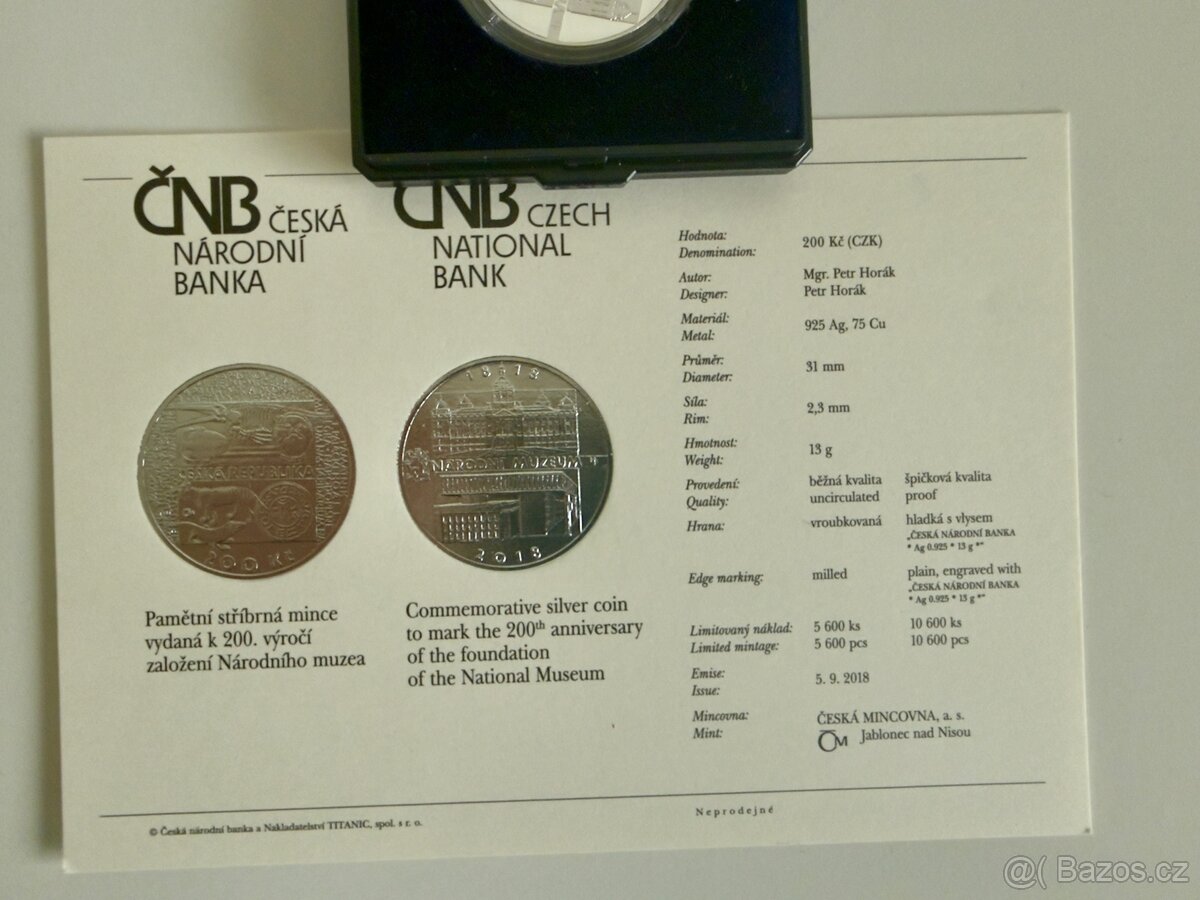 ČNB ČESKÁ
NÁRODNÍ
BANKA
ČNB CZECH
NATIONAL
BANK
1818
NÁRODNÍ MUZEUM
2018
ČESKÁ REPUBLIKA
200 Kč
Pamětní stříbrná mince
vydaná k 200. výročí
založení Národního muzea
Commemorative silver coin
to mark the 200th anniversary
of the foundation
of the National Museum
Hodnota:
Denomination: 200 Kč (CZK)
Autor: Mgr. Petr Horák
Designer: Petr Horák
Materiál:
Metal: 925 Ag, 75 Cu
Průměr:
Diameter: 31 mm
Síla:
Rim: 2,3 mm
Hmotnost:
Weight: 13 g
Provedení: běžná kvalita špičková kvalita
Quality: uncirculated proof
Hrana: vroubkovaná hladká s vlysem
„ČESKÁ NÁRODNÍ BANKA
* Ag 0.925 * 13 g *"
Edge marking: milled plain, engraved with
„ČESKÁ NÁRODNÍ BANKA
* Ag 0.925 * 13 g *"
Limitovaný náklad: 5 600 ks 10 600 ks
Limited mintage: 5 600 pcs 10 600 pcs
Emise:
Issue: 5. 9. 2018
Mincovna: ČESKÁ MINCOVNA, a. s.
Mint: ČM Jablonec nad Nisou
© Česká národní banka a Nakladatelství TITANIC, spol. s r. o.
Neprodejné
@( Bazos.cz